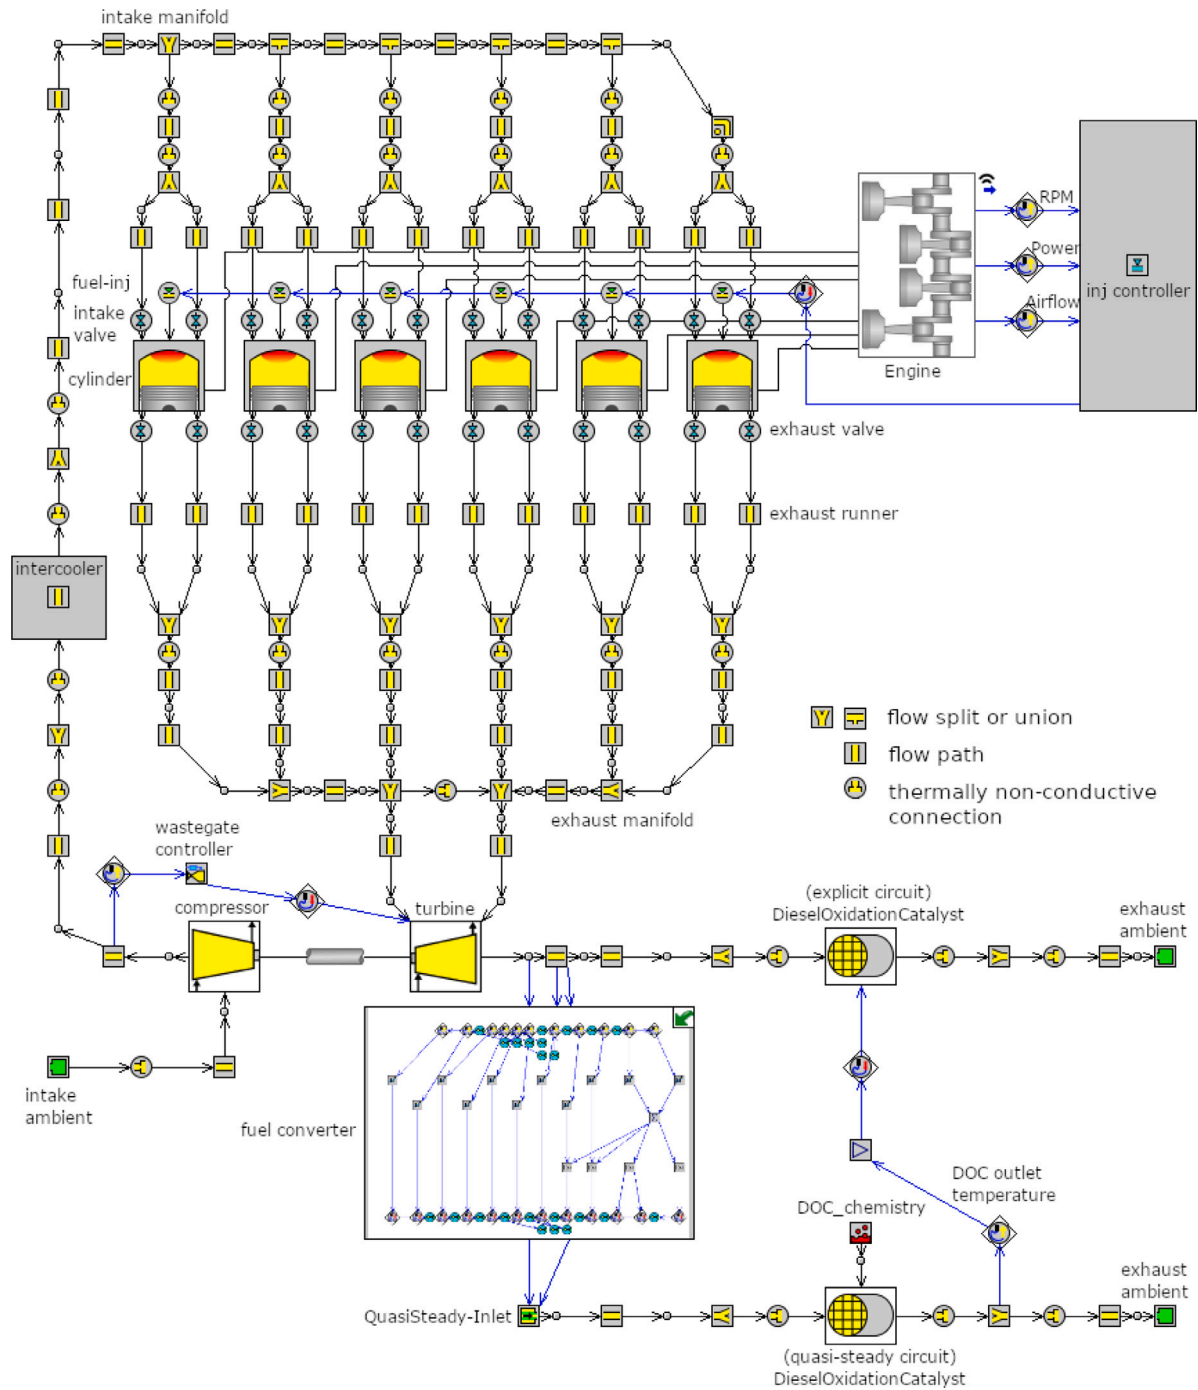 intake manifold
RPM
Power
inj controller
Airflow
fuel-inj
intake
valve
cylinder
Engine
exhaust valve
exhaust runner
intercooler
flow split or union
flow path
thermally non-conductive
connection
exhaust manifold
wastegate
controller
compressor
turbine
(explicit circuit)
DieselOxidationCatalyst
exhaust
ambient
intake
ambient
fuel converter
DOC outlet
temperature
DOC_chemistry
QuasiSteady-Inlet
exhaust
ambient
(quasi-steady circuit)
DieselOxidationCatalyst